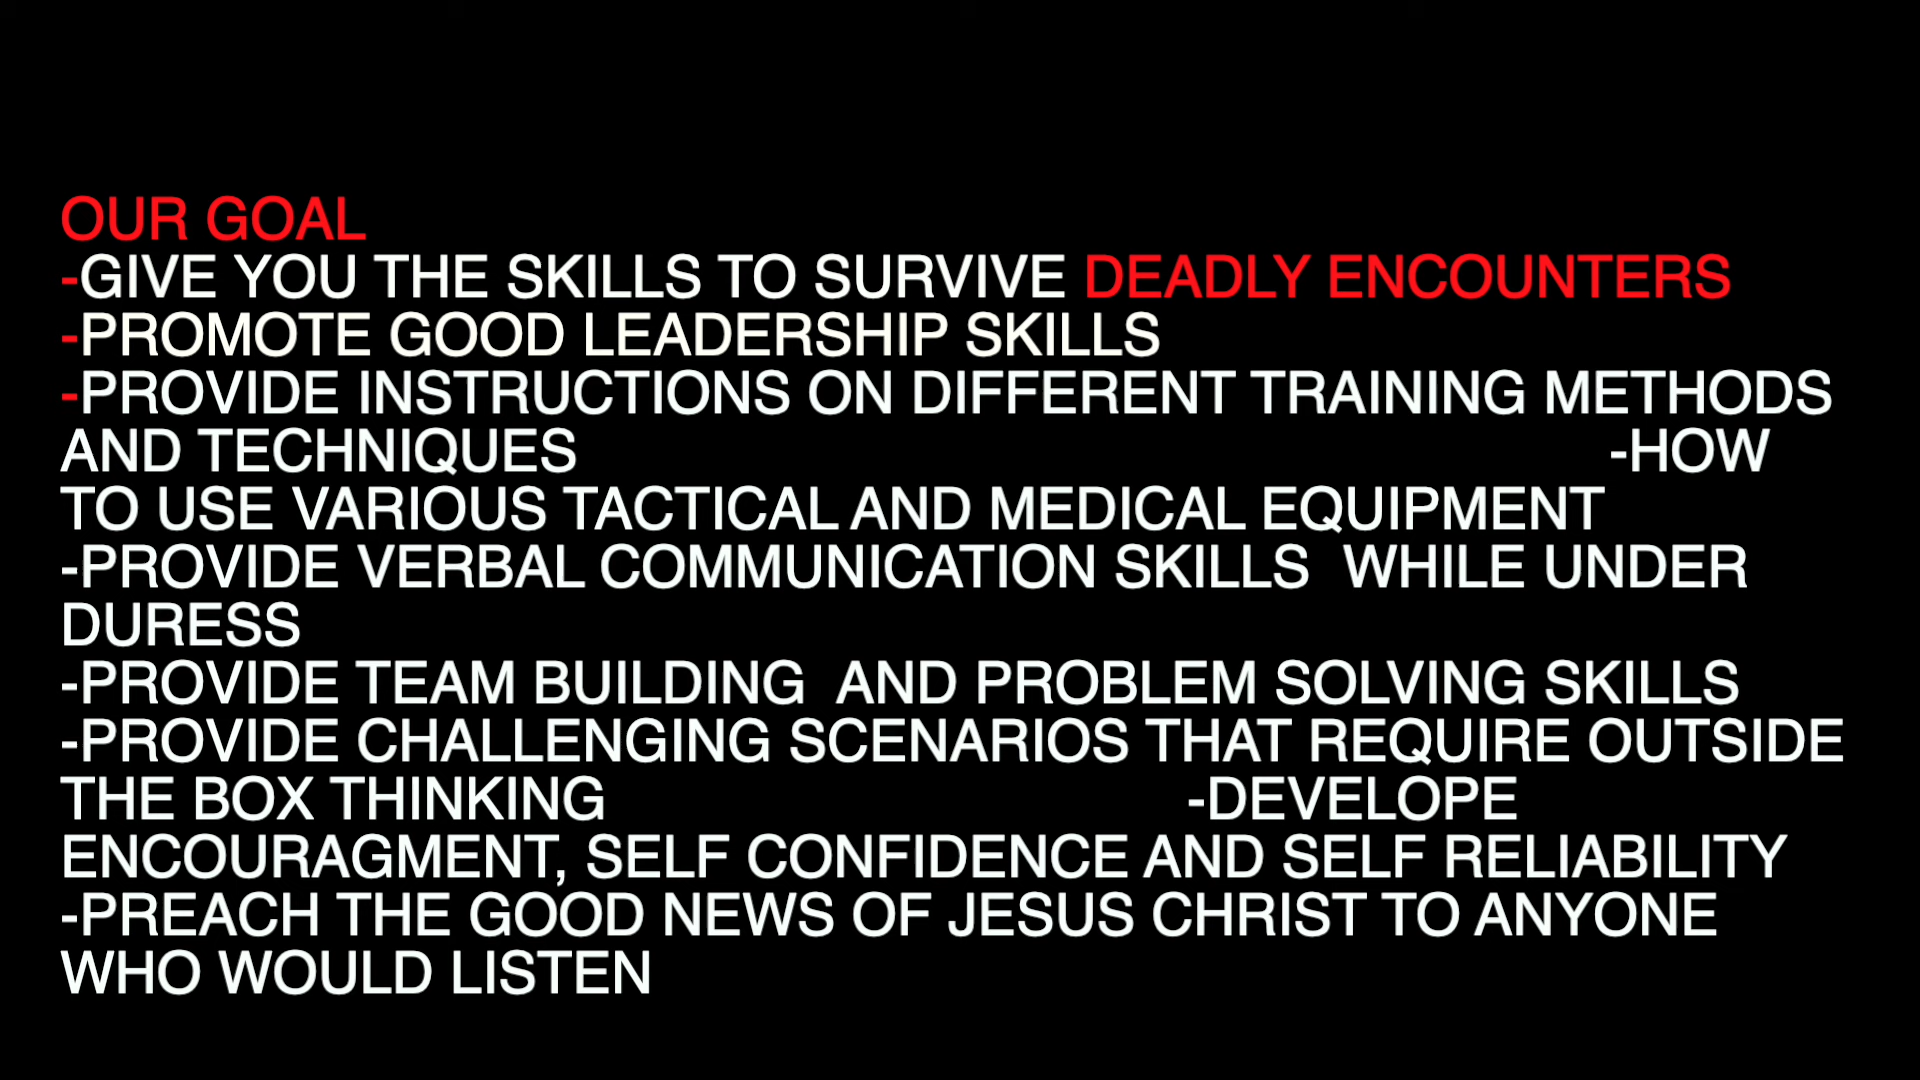 OUR GOAL
-GIVE YOU THE SKILLS TO SURVIVE DEADLY ENCOUNTERS
-PROMOTE GOOD LEADERSHIP SKILLS
-PROVIDE INSTRUCTIONS ON DIFFERENT TRAINING METHODS
AND TECHNIQUES -HOW
TO USE VARIOUS TACTICAL AND MEDICAL EQUIPMENT
-PROVIDE VERBAL COMMUNICATION SKILLS WHILE UNDER
DURESS
-PROVIDE TEAM BUILDING AND PROBLEM SOLVING SKILLS
-PROVIDE CHALLENGING SCENARIOS THAT REQUIRE OUTSIDE
THE BOX THINKING -DEVELOPE
ENCOURAGMENT, SELF CONFIDENCE AND SELF RELIABILITY
-PREACH THE GOOD NEWS OF JESUS CHRIST TO ANYONE
WHO WOULD LISTEN